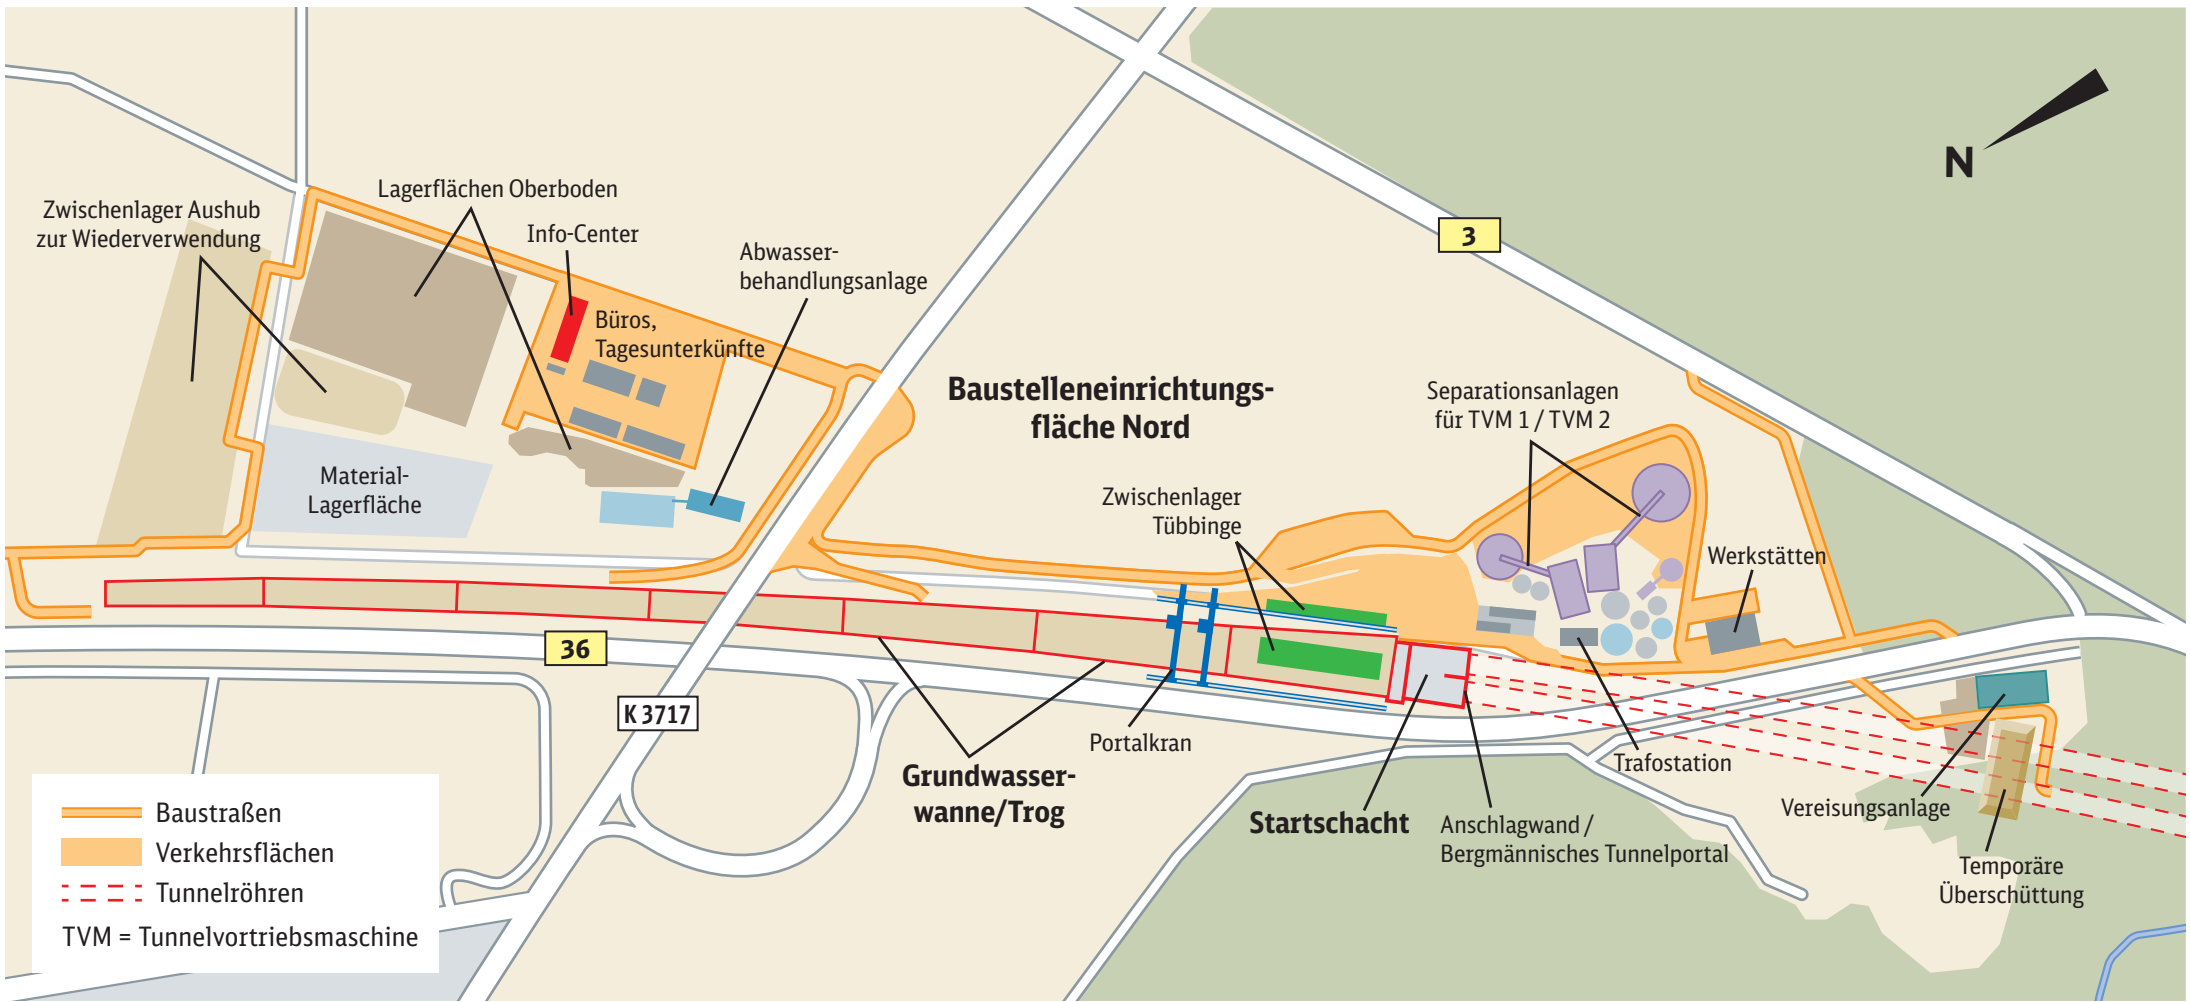 N
3
Lagerflächen Oberboden
Zwischenlager Aushub
zur Wiederverwendung
Info-Center
Abwasser-
behandlungsanlage
Büros,
Tagesunterkünfte
Material-
Lagerfläche
Baustelleneinrichtungs-
fläche Nord
Separationsanlagen
für TVM 1 / TVM 2
Zwischenlager
Tübbinge
Werkstätten
36
K 3717
Portalkran
Grundwasser-
wanne/Trog
Startschacht
Anschlagwand /
Bergmännisches Tunnelportal
Trafostation
Vereisungsanlage
Temporäre
Überschüttung
Baustraßen
Verkehrsflächen
Tunnelröhren
TVM = Tunnelvortriebsmaschine